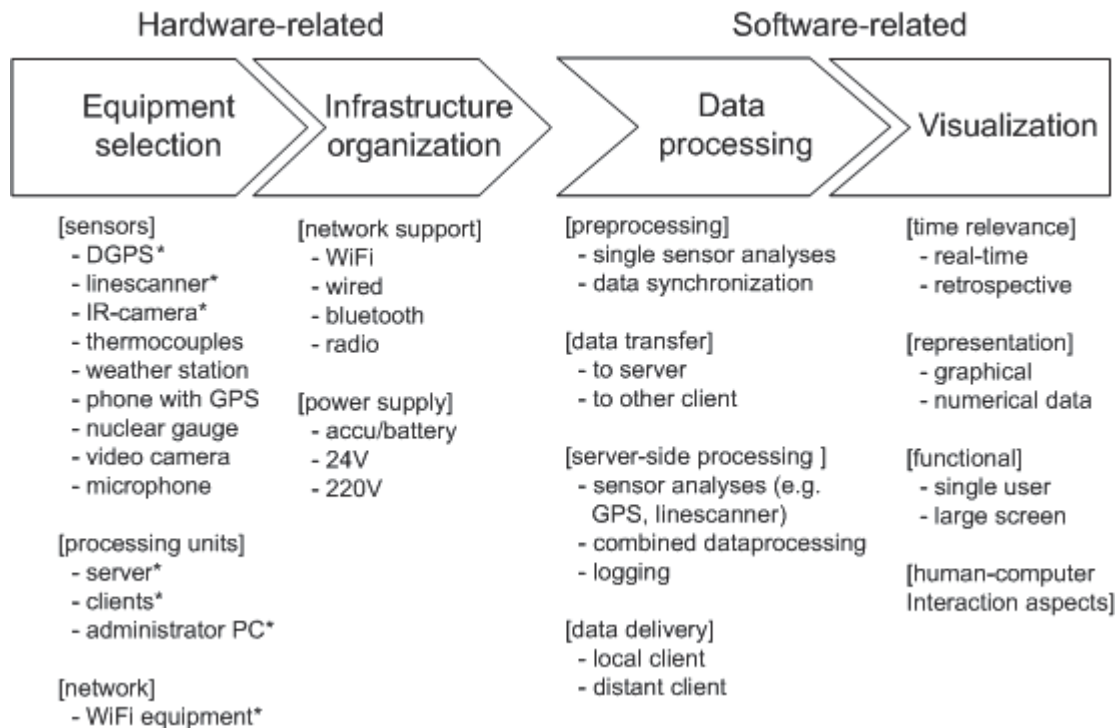 Hardware-related
Software-related
Equipment
selection
Infrastructure
organization
Data
processing
Visualization
[sensors]
- DGPS*
- linescanner*
- IR-camera*
- thermocouples
- weather station
- phone with GPS
- nuclear gauge
- video camera
- microphone
[processing units]
- server*
- clients*
- administrator PC*
[network]
- WiFi equipment*
[network support]
- WiFi
- wired
- bluetooth
- radio
[power supply]
- accu/battery
- 24V
- 220V
[preprocessing]
- single sensor analyses
- data synchronization
[data transfer]
- to server
- to other client
[server-side processing ]
- sensor analyses (e.g.
GPS, linescanner)
- combined dataprocessing
- logging
[data delivery]
- local client
- distant client
[time relevance]
- real-time
- retrospective
[representation]
- graphical
- numerical data
[functional]
- single user
- large screen
[human-computer
Interaction aspects]